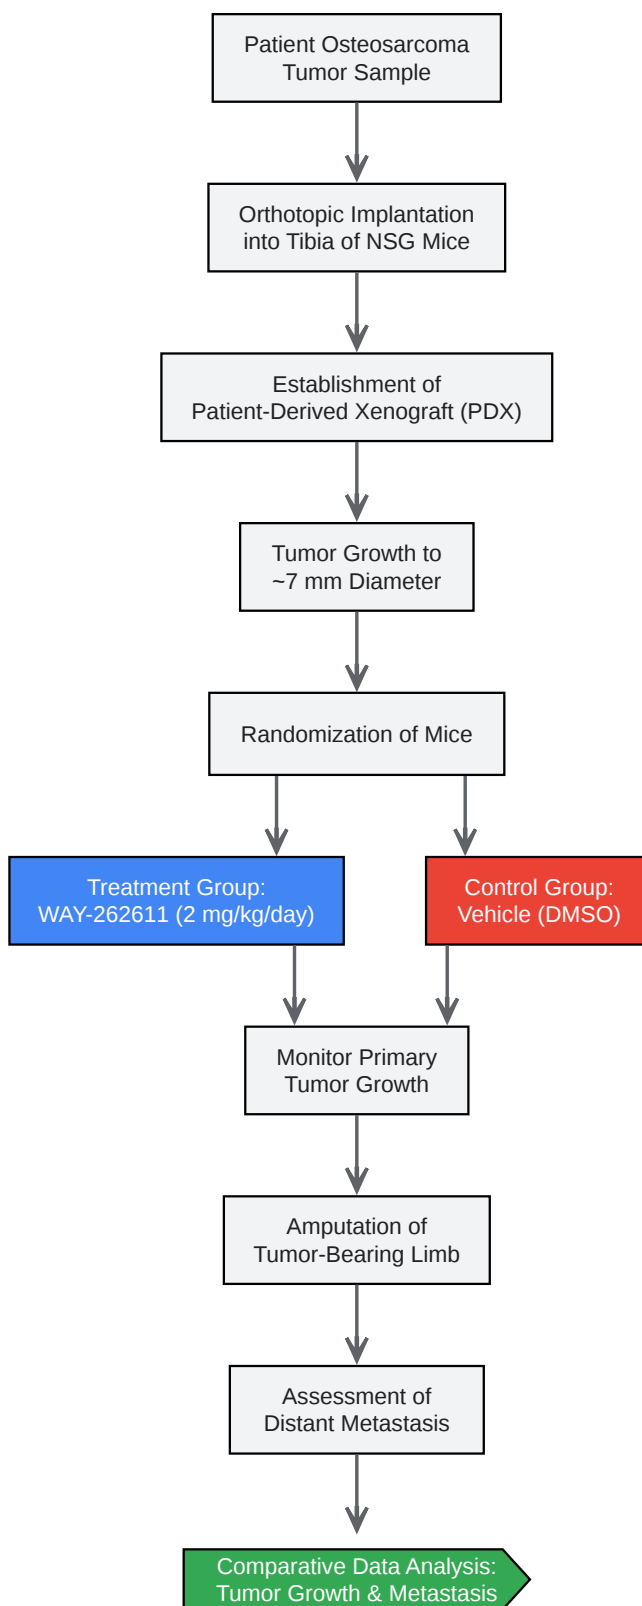 Patient Osteosarcoma
Tumor Sample
Orthotopic Implantation
into Tibia of NSG Mice
Establishment of
Patient-Derived Xenograft (PDX)
Tumor Growth to
~7 mm Diameter
Randomization of Mice
Treatment Group:
WAY-262611 (2 mg/kg/day)
Control Group:
Vehicle (DMSO)
Monitor Primary
Tumor Growth
Amputation of
Tumor-Bearing Limb
Assessment of
Distant Metastasis
Comparative Data Analysis:
Tumor Growth & Metastasis